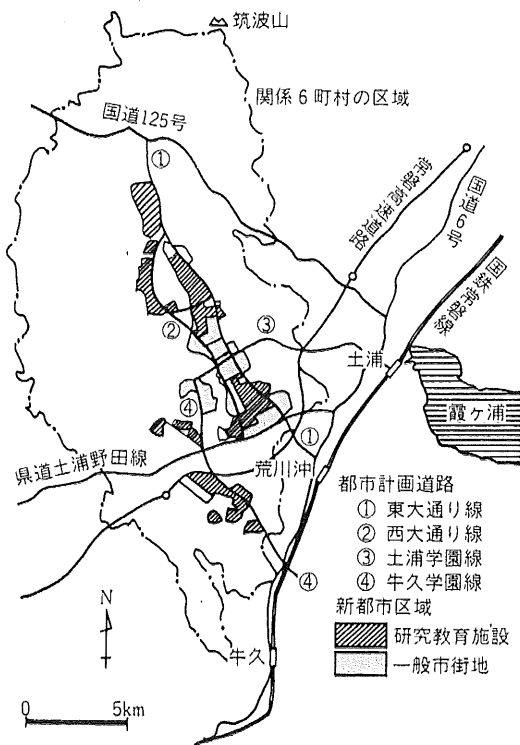 筑波山
関係6町村の区域
国道125号
①
常磐高速道路
国道6号
国鉄常磐線
②
③
土浦
④
霞ヶ浦
県道土浦野田線
①
荒川沖
都市計画道路
① 東大通り線
② 西大通り線
③ 土浦学園線
④ 牛久学園線
④
新都市区域
研究教育施設
一般市街地
N
牛久
0 5km